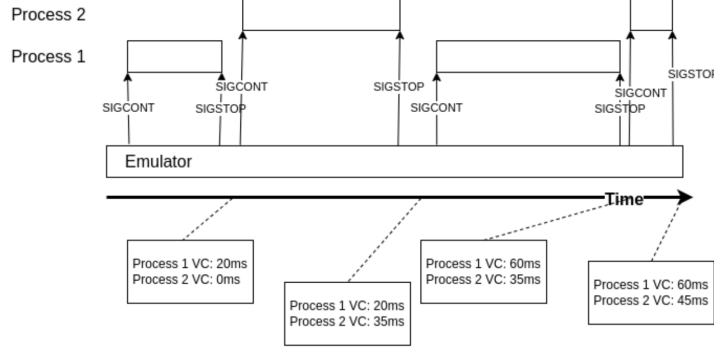 Process 2
Process 1
SIGCONT
SIGSTOP
SIGCONT
SIGSTOP
SIGCONT
SIGSTOP
SIGCONT
Emulator
Time
Process 1 VC: 20ms
Process 2 VC: 0ms
Process 1 VC: 20ms
Process 2 VC: 35ms
Process 1 VC: 60ms
Process 2 VC: 35ms
Process 1 VC: 60ms
Process 2 VC: 45ms